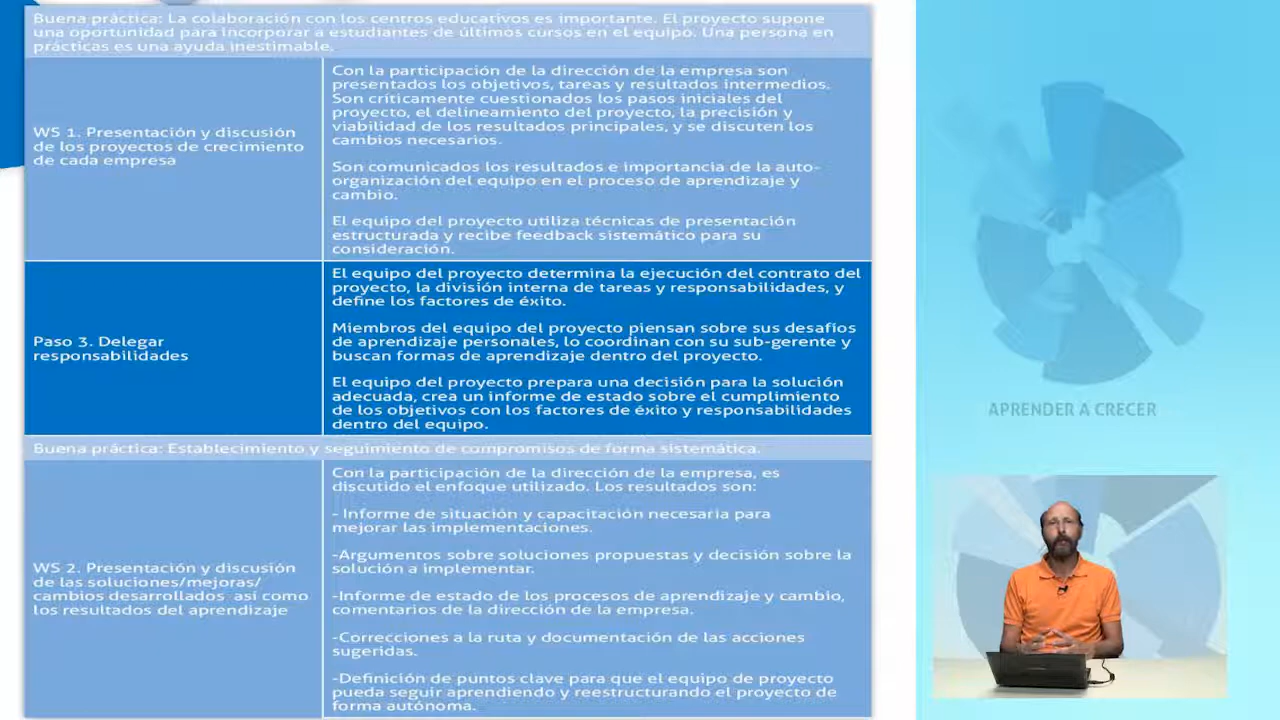 Buena práctica: La colaboración con los centros educativos es importante. El proyecto supone
una oportunidad para incorporar a estudiantes de últimos cursos en el equipo. Una persona en
prácticas es una ayuda inestimable.
WS 1. Presentación y discusión
de los proyectos de crecimiento
de cada empresa
Con la participación de la dirección de la empresa son
presentados los objetivos, tareas y resultados intermedios.
Son críticamente cuestionados los pasos iniciales del
proyecto, el delineamiento del proyecto, la precisión y
viabilidad de los resultados principales, y se discuten los
cambios necesarios.
Son comunicados los resultados e importancia de la auto-
organización del equipo en el proceso de aprendizaje y
cambio.
El equipo del proyecto utiliza técnicas de presentación
estructurada y recibe feedback sistemático para su
consideración.
Paso 3. Delegar
responsabilidades
El equipo del proyecto determina la ejecución del contrato del
proyecto, la división interna de tareas y responsabilidades, y
define los factores de éxito.
Miembros del equipo del proyecto piensan sobre sus desafíos
de aprendizaje personales, lo coordinan con su sub-gerente y
buscan formas de aprendizaje dentro del proyecto.
El equipo del proyecto prepara una decisión para la solución
adecuada, crea un informe de estado sobre el cumplimiento
de los objetivos con los factores de éxito y responsabilidades
dentro del equipo.
Buena práctica: Establecimiento y seguimiento de compromisos de forma sistemática.
WS 2. Presentación y discusión
de las soluciones/mejoras/
cambios desarrollados así como
los resultados del aprendizaje
Con la participación de la dirección de la empresa, es
discutido el enfoque utilizado. Los resultados son:
- Informe de situación y capacitación necesaria para
mejorar las implementaciones.
-Argumentos sobre soluciones propuestas y decisión sobre la
solución a implementar.
-Informe de estado de los procesos de aprendizaje y cambio,
comentarios de la dirección de la empresa.
-Correcciones a la ruta y documentación de las acciones
sugeridas.
-Definición de puntos clave para que el equipo de proyecto
pueda seguir aprendiendo y reestructurando el proyecto de
forma autónoma.
APRENDER A CRECER